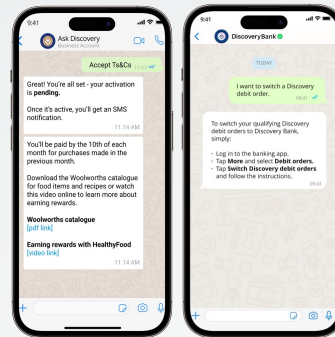 9:41
Ask Discovery
Business Account
Accept Ts&Cs
Great! You're all set - your activation
is pending.
Once it's active, you'll get an SMS
notification.
11.14 AM
You'll be paid by the 10th of each
month for purchases made in the
previous month.
Download the Woolworths catalogue
for food items and recipes or watch
this video online to learn more about
earning rewards.
Woolworths catalogue
[pdf link]
Earning rewards with HealthyFood
[video link]
11.14 AM
9:41
Discovery Bank
TODAY
I want to switch a Discovery
debit order.
09:41
To switch your qualifying Discovery
debit orders to Discovery Bank,
simply:
- Log in to the banking app.
- Tap More and select Debit orders.
- Tap Switch Discovery debit orders
and follow the instructions.
09:43